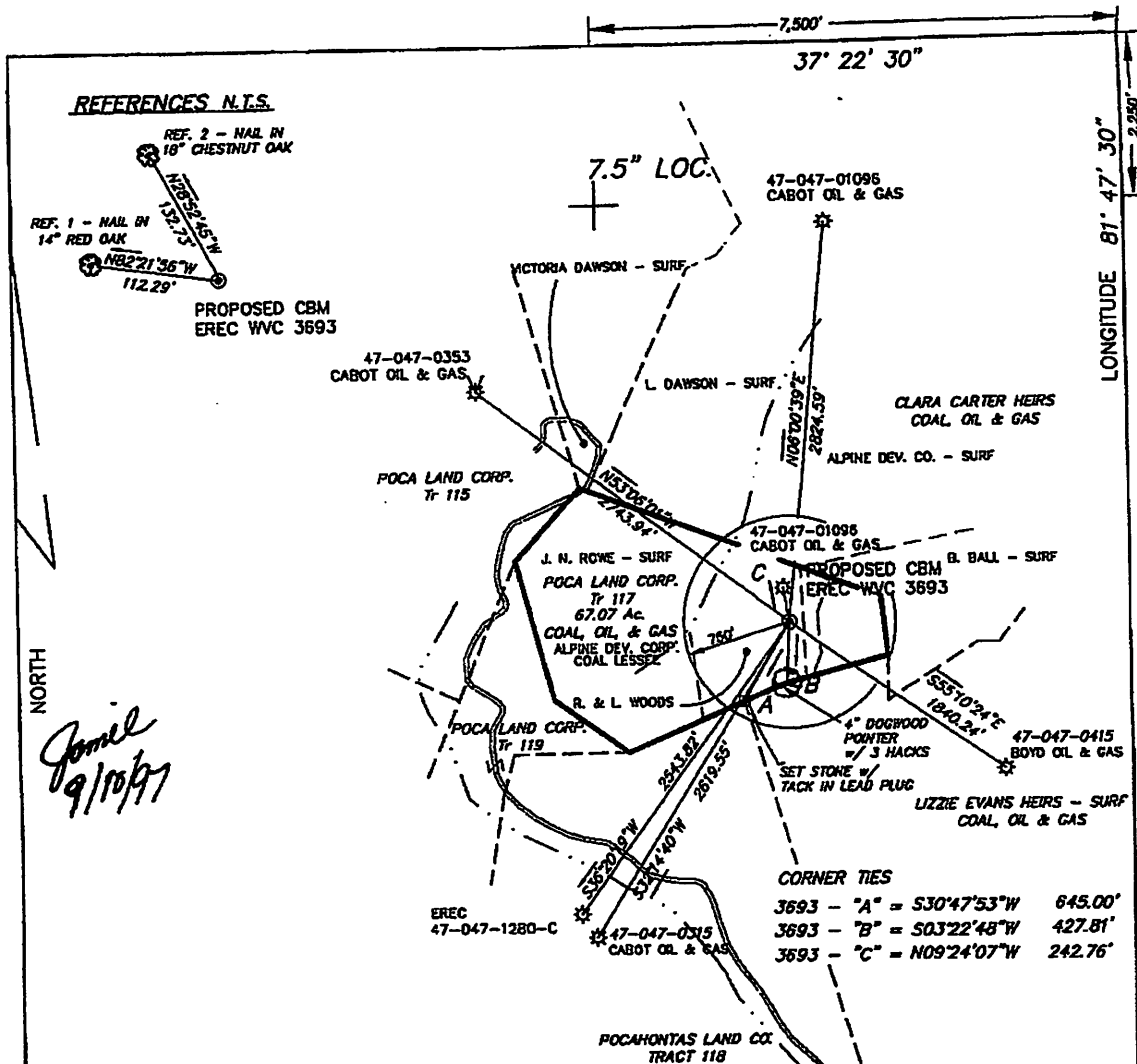 7,500'
37° 22' 30"
2,250'
LONGITUDE 81° 47' 30"
REFERENCES N.T.S.
REF. 2 - NAIL IN
18" CHESTNUT OAK
N28°52'45"W
132.73'
REF. 1 - NAIL IN
14" RED OAK
N82°21'56"W
112.29'
PROPOSED CBM
EREC WVC 3693
7.5" LOC.
47-047-01096
CABOT OIL & GAS
VICTORIA DAWSON - SURF.
47-047-0353
CABOT OIL & GAS
L. DAWSON - SURF.
N06°00'39"E
2824.59'
CLARA CARTER HEIRS
COAL, OIL & GAS
ALPINE DEV. CO. - SURF
POCA LAND CORP.
Tr 115
2743.94'
47-047-01096
CABOT OIL & GAS
B. BALL - SURF
J. N. ROWE - SURF
C
PROPOSED CBM
EREC WVC 3693
POCA LAND CORP.
Tr 117
67.07 Ac.
COAL, OIL, & GAS
ALPINE DEV. CORP.
COAL LESSEE
750'
R. & L. WOODS
A
B
S55°10'24"E
1840.24'
NORTH
POCA LAND CORP.
Tr 119
4" DOGWOOD
POINTER
w/ 3 HACKS
47-047-0415
BOYD OIL & GAS
SET STONE w/
TACK IN LEAD PLUG
LIZZIE EVANS HEIRS - SURF
COAL, OIL & GAS
9/10/97
2543.82'
2619.55'
S36°20'19"W
S32°14'40"W
EREC
47-047-1280-C
47-047-0315
CABOT OIL & GAS
CORNER TIES
3693 - "A" = S30°47'53"W 645.00'
3693 - "B" = S03°22'48"W 427.81'
3693 - "C" = N09°24'07"W 242.76'
POCAHONTAS LAND CO.
TRACT 118